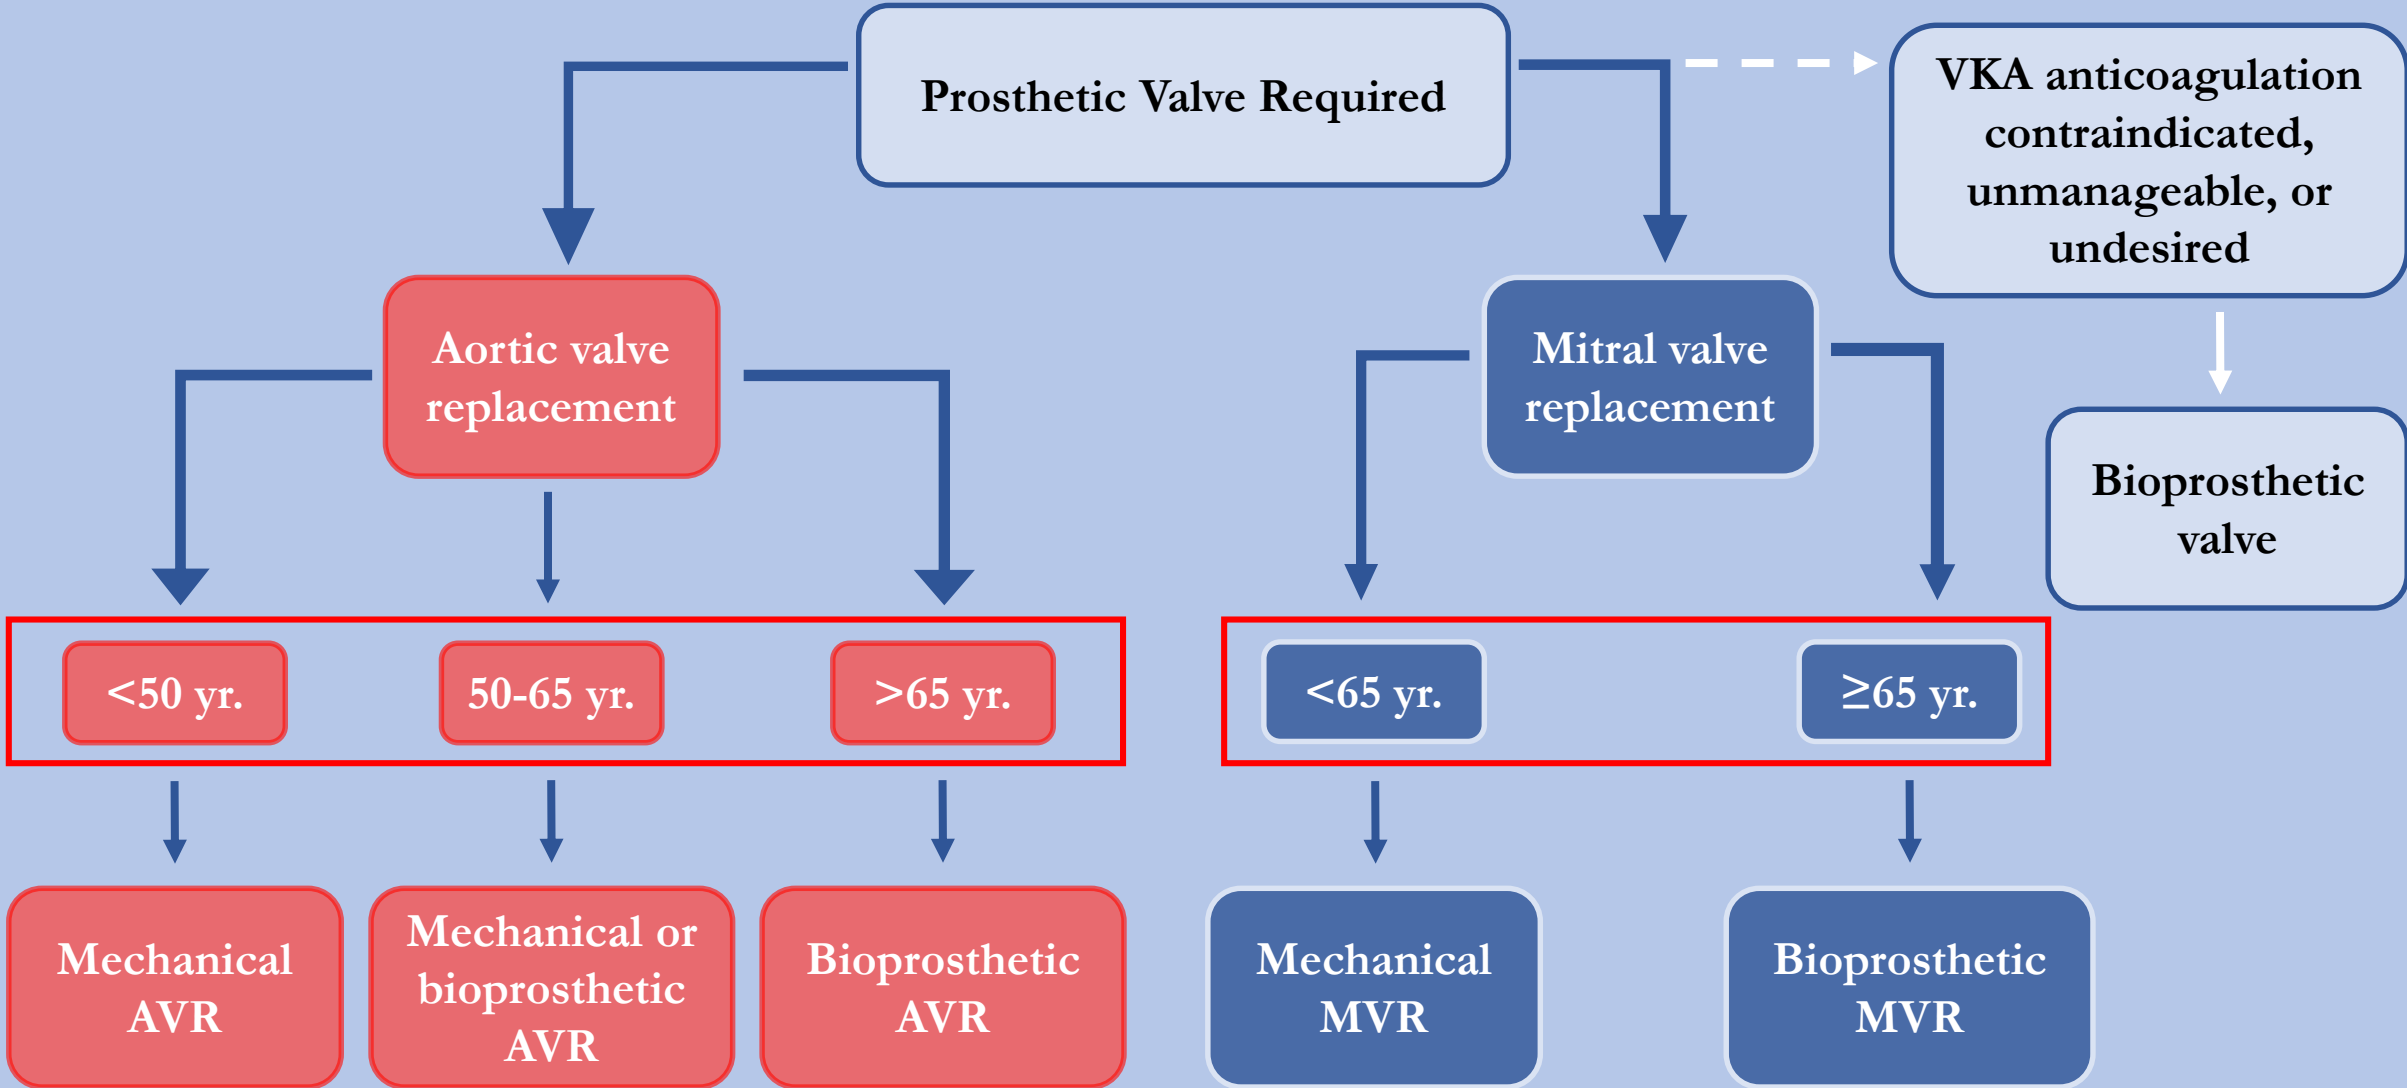 Prosthetic Valve Required
VKA anticoagulation
contraindicated,
unmanageable, or
undesired
Aortic valve
replacement
Mitral valve
replacement
Bioprosthetic
valve
<50 yr.
50-65 yr.
>65 yr.
<65 yr.
≥65 yr.
Mechanical
AVR
Mechanical or
bioprosthetic
AVR
Bioprosthetic
AVR
Mechanical
MVR
Bioprosthetic
MVR